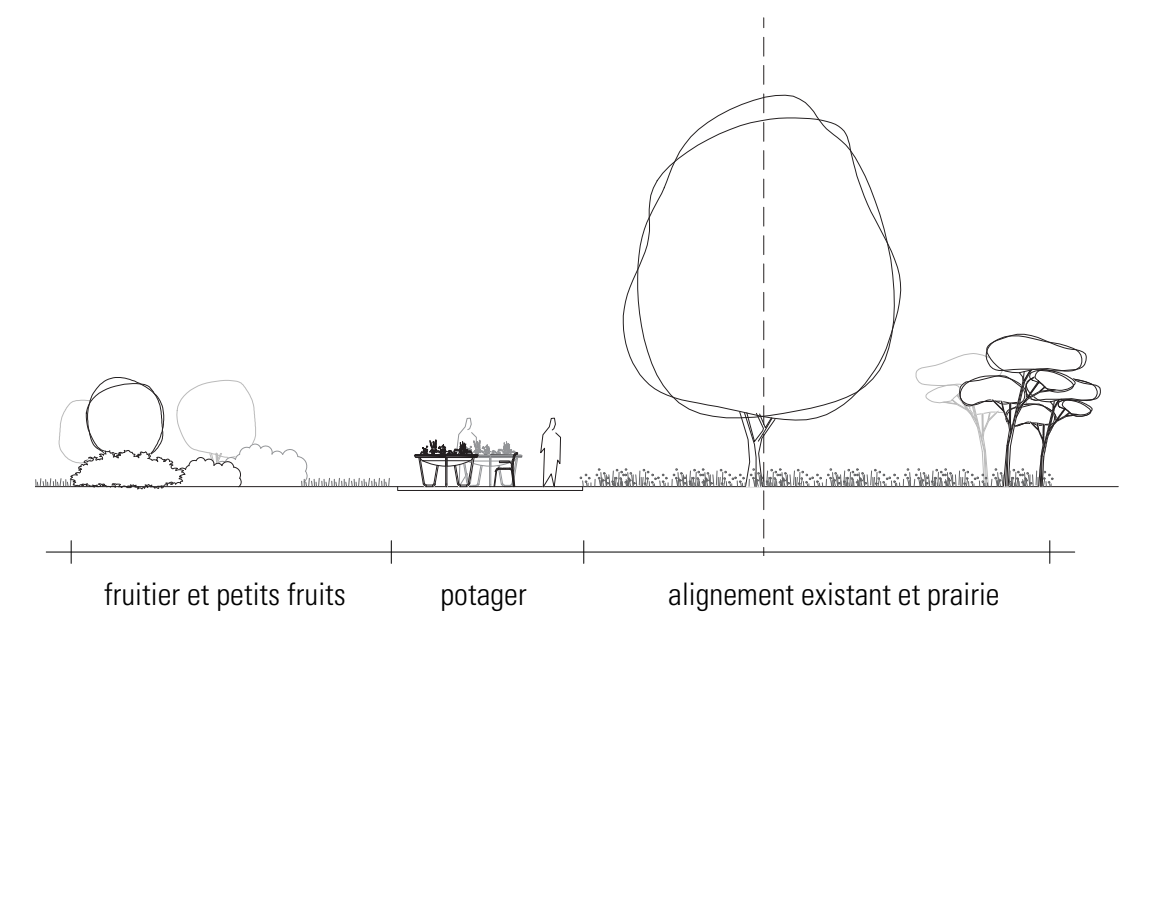 fruitier et petits fruits
potager
alignement existant et prairie